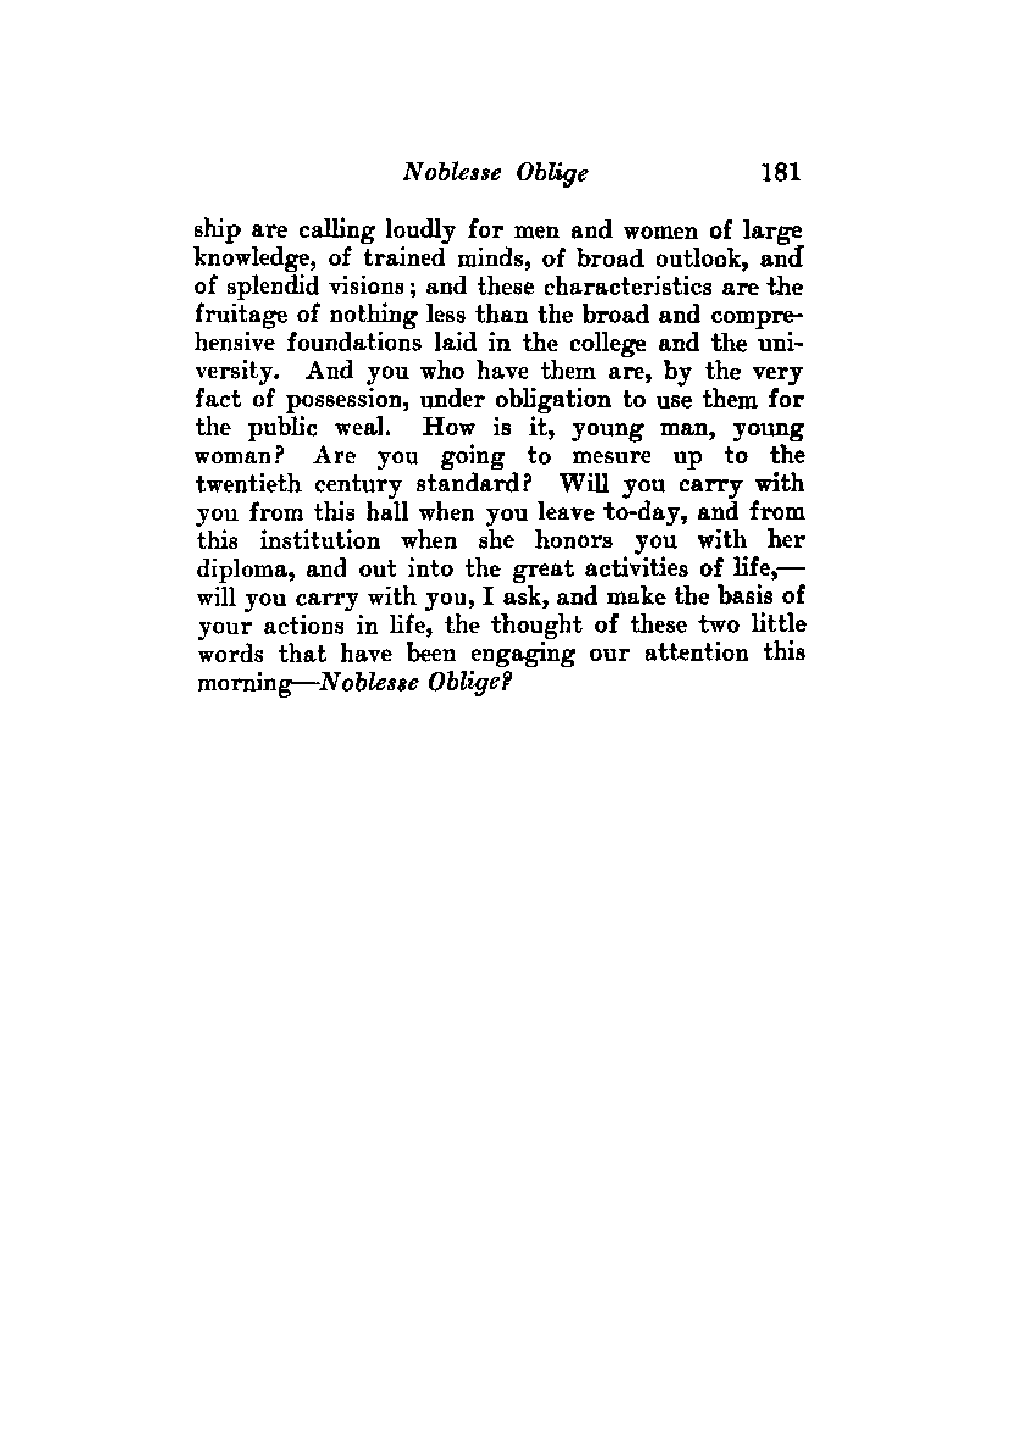 Noblesse Oblige 181
ship are calling loudly for men and women of large
knowledge, of trained minds, of broad outlook, and
of splendid visions; and these characteristics are the
fruitage of nothing less than the broad and compre-
hensive foundations laid in the college and the uni-
versity. And you who have them are, by the very
fact of possession, under obligation to use them for
the public weal. How is it, young man, young
woman? Are you going to mesure up to the
twentieth century standard? Will you carry with
you from this hall when you leave to-day, and from
this institution when she honors you with her
diploma, and out into the great activities of life,—
will you carry with you, I ask, and make the basis of
your actions in life, the thought of these two little
words that have been engaging our attention this
morning—Noblesse Oblige?